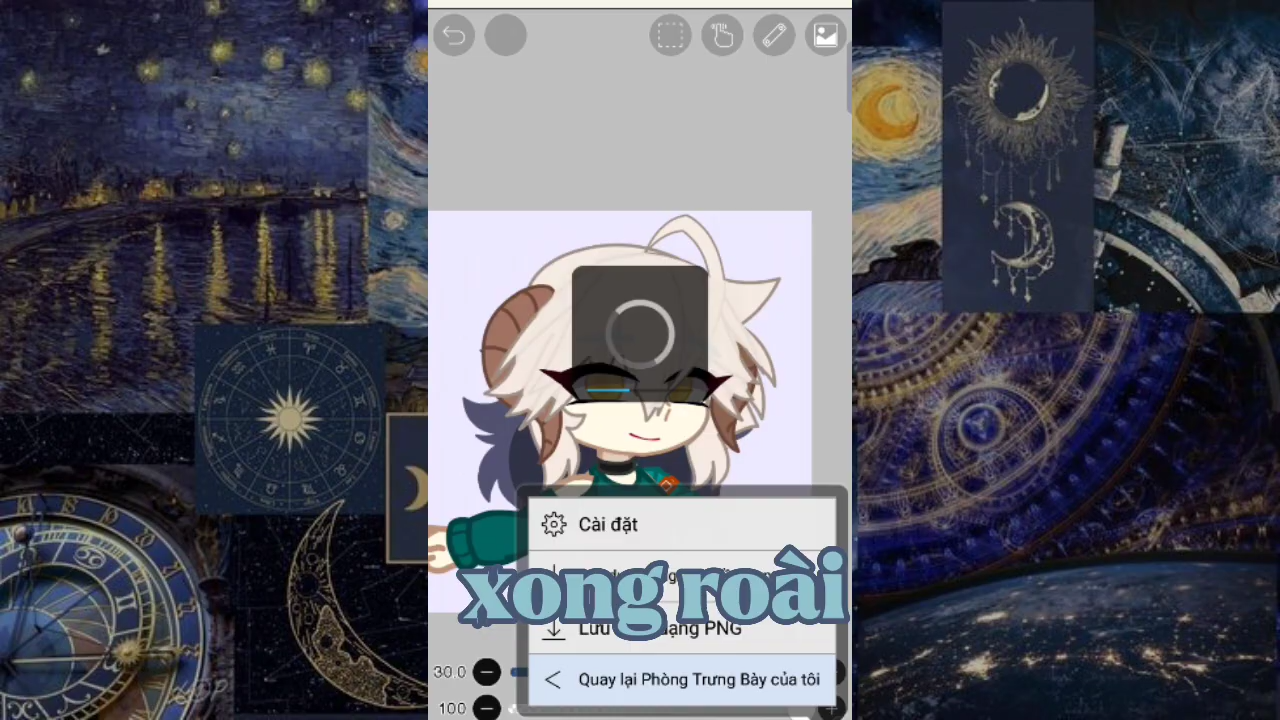 Cài đặt
xong roài
Lưu dạng PNG
Quay lại Phòng Trưng Bày của tôi
30.0
100